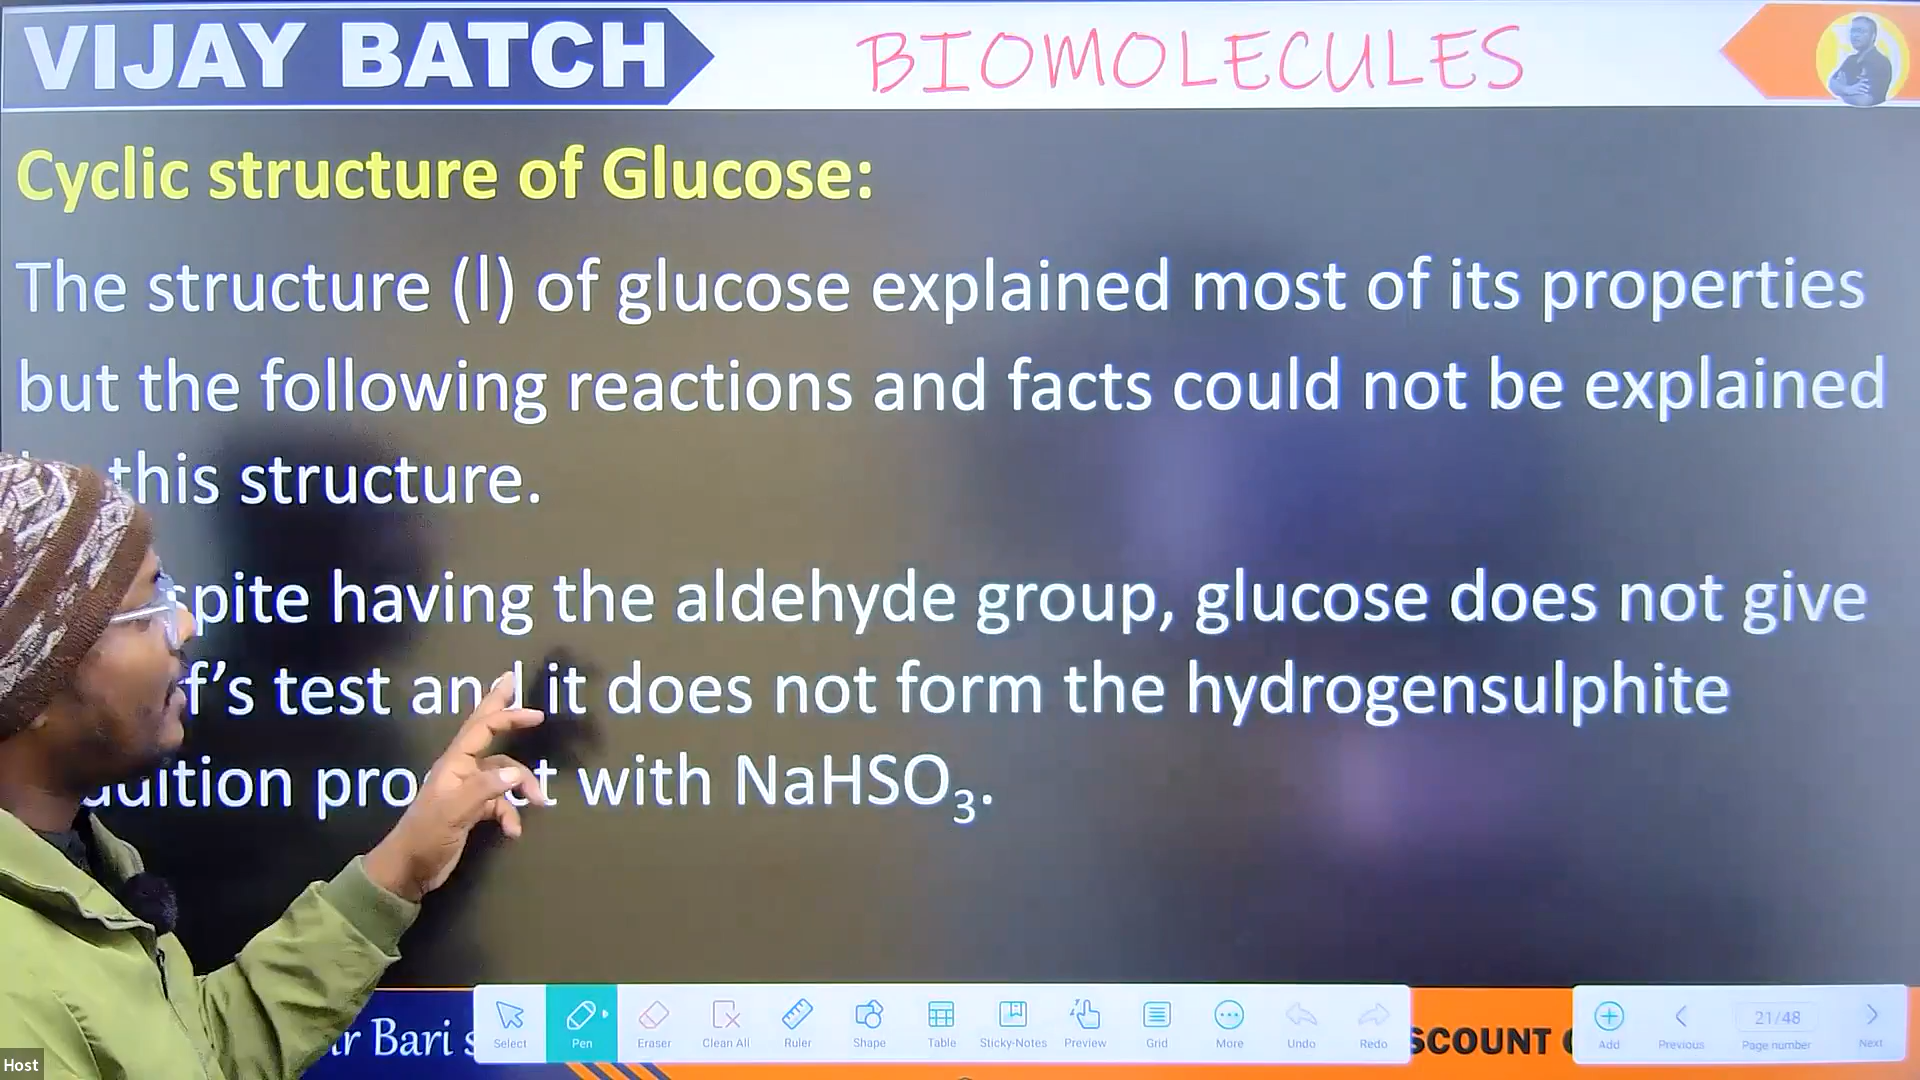 VIJAY BATCH
BIOMOLECULES
Cyclic structure of Glucose:
The structure (l) of glucose explained most of its properties
but the following reactions and facts could not be explained
this structure.
having the aldehyde group, glucose does not give
test and it does not form the hydrogensulphite
with NaHSO₃.
Bari
Select
Pen
Eraser
Clean All
Ruler
Shape
Table
Sticky-Notes
Preview
Grid
More
Undo
Redo
Add
Previous
21/48
Page number
Next
Host